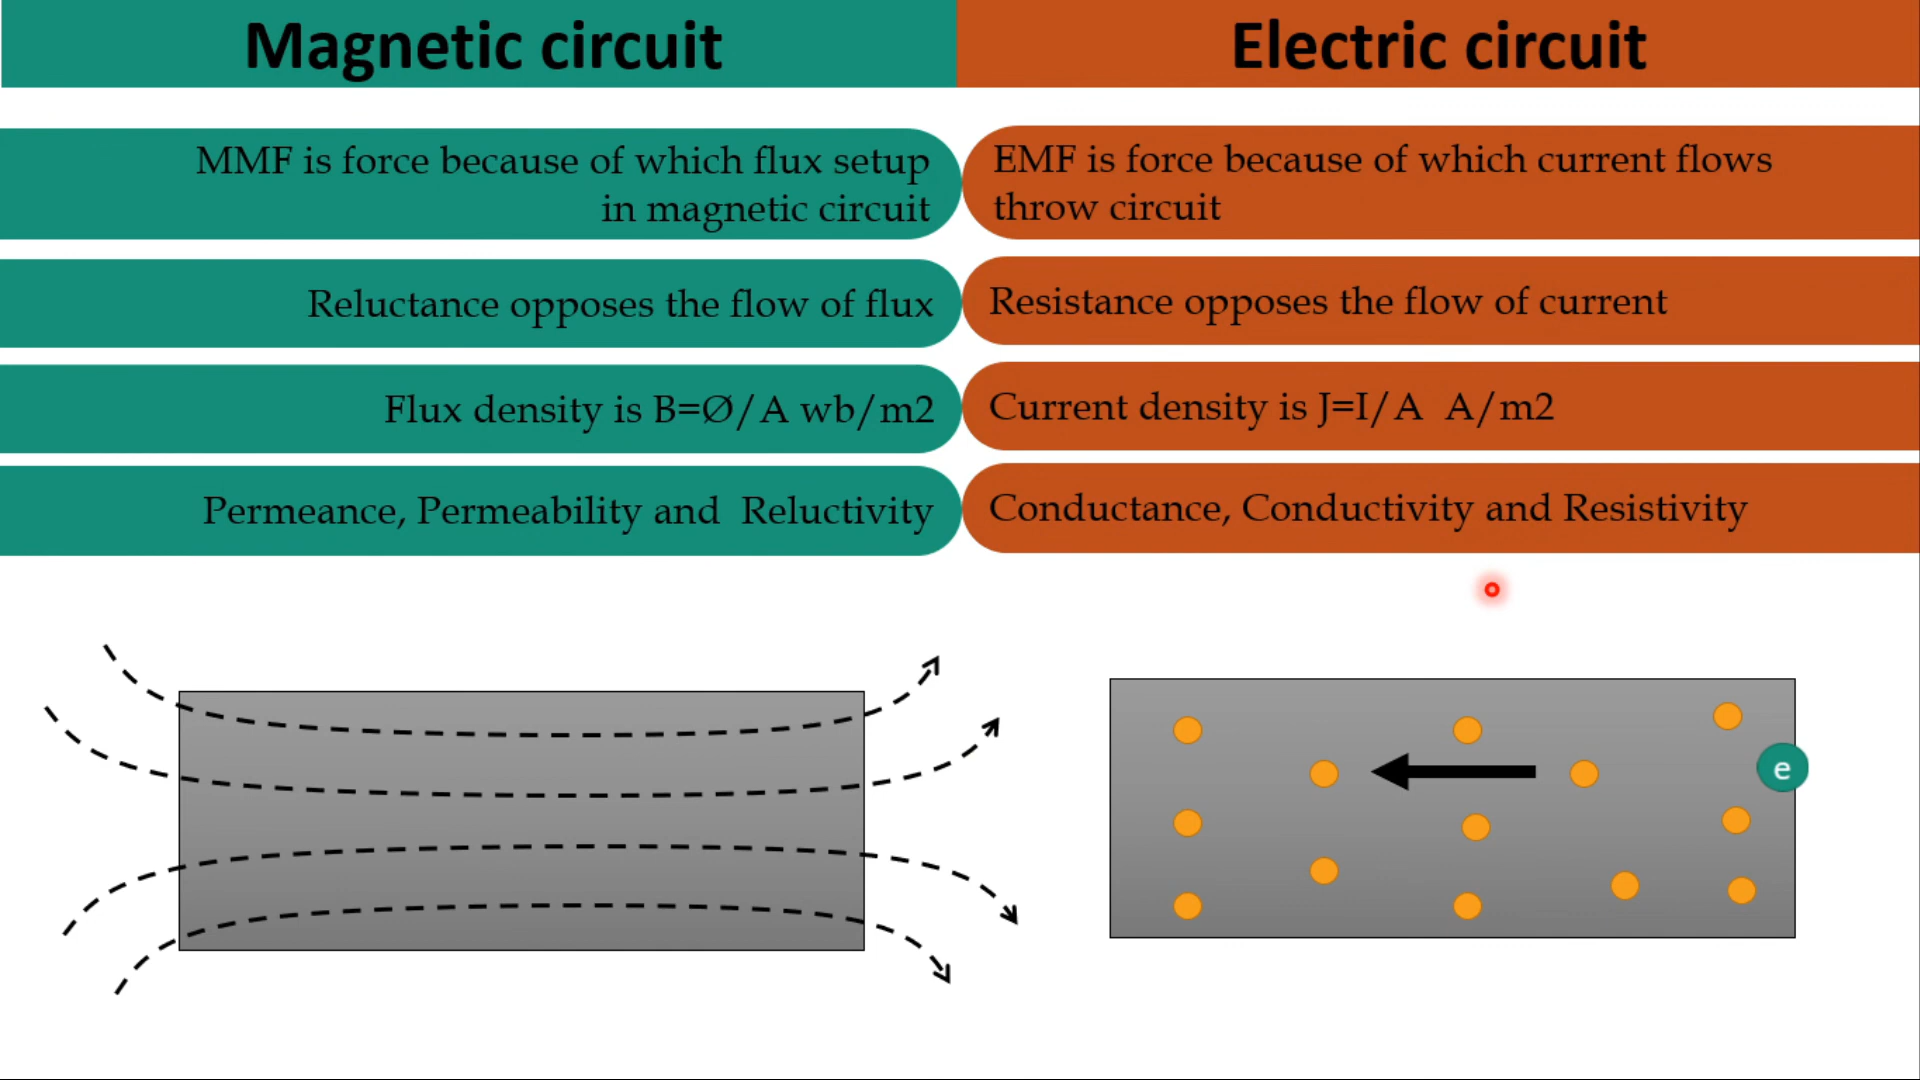 Magnetic circuit
Electric circuit
MMF is force because of which flux setup
in magnetic circuit
EMF is force because of which current flows
throw circuit
Reluctance opposes the flow of flux
Resistance opposes the flow of current
Flux density is B=Ø/A wb/m2
Current density is J=I/A  A/m2
Permeance, Permeability and  Reluctivity
Conductance, Conductivity and Resistivity
e